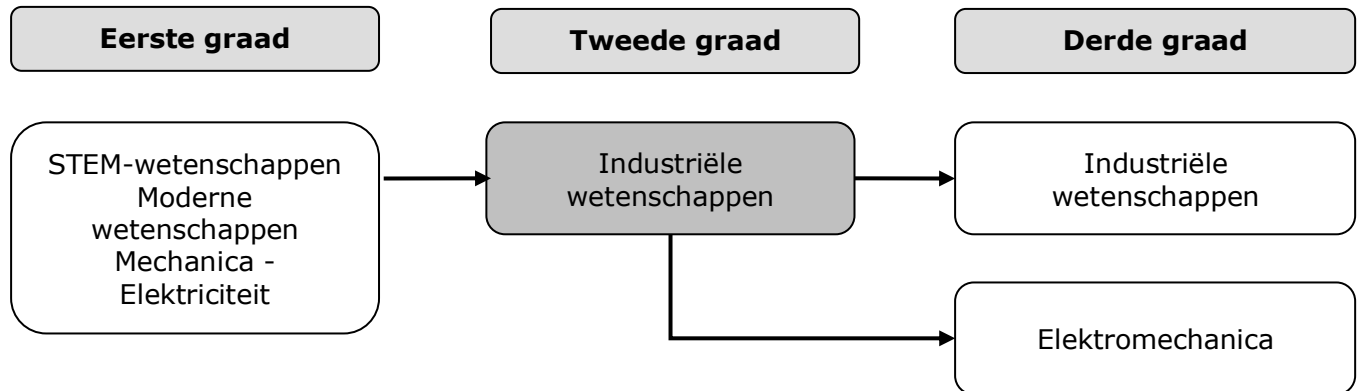 Eerste graad
Tweede graad
Derde graad
STEM-wetenschappen
Moderne
wetenschappen
Mechanica -
Elektriciteit
Industriële
wetenschappen
Industriële
wetenschappen
Elektromechanica